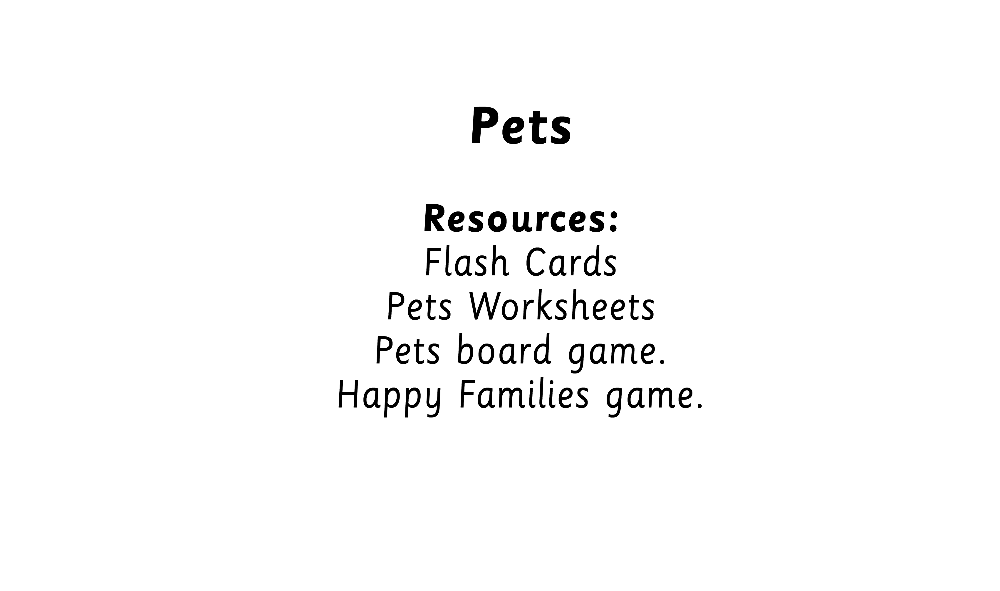 Pets
Resources:
Flash Cards
Pets Worksheets
Pets board game.
Happy Families game.